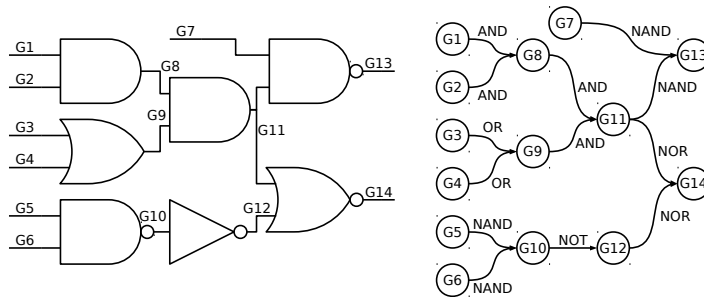 G1
G2
G3
G4
G5
G6
G7
G8
G9
G10
G11
G12
G13
G14
G1
G2
G3
G4
G5
G6
G7
G8
G9
G10
G11
G12
G13
G14
AND
AND
OR
OR
NAND
NAND
AND
AND
NOT
NAND
NAND
NOR
NOR